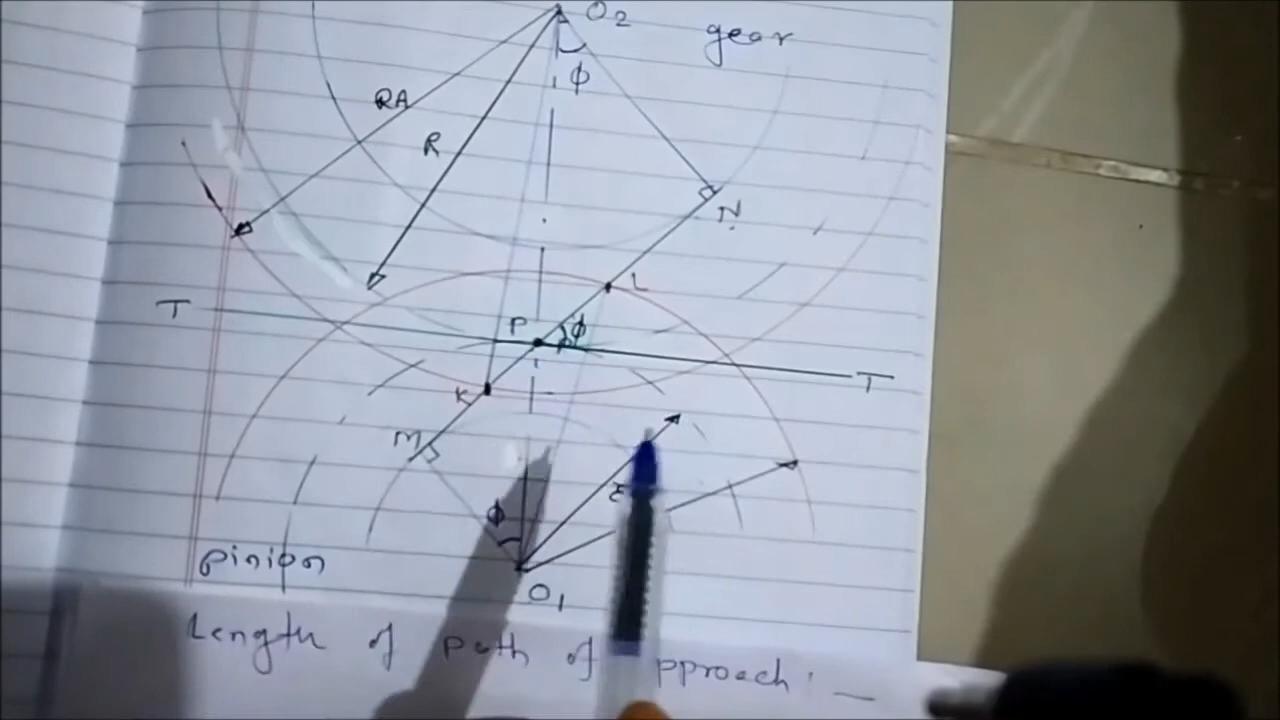 O2
gear
φ
RA
R
N
L
T
P
φ
T
K
M
φ
pinion
O1
Length of path of pproach: —